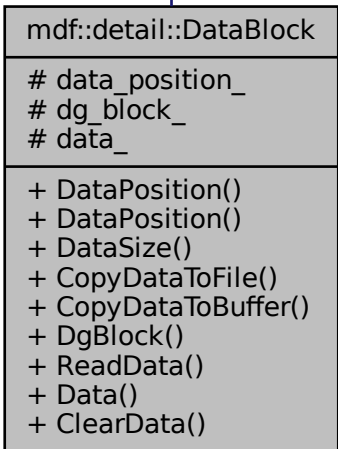 mdf::detail::DataBlock
# data_position_
# dg_block_
# data_
+ DataPosition()
+ DataPosition()
+ DataSize()
+ CopyDataToFile()
+ CopyDataToBuffer()
+ DgBlock()
+ ReadData()
+ Data()
+ ClearData()